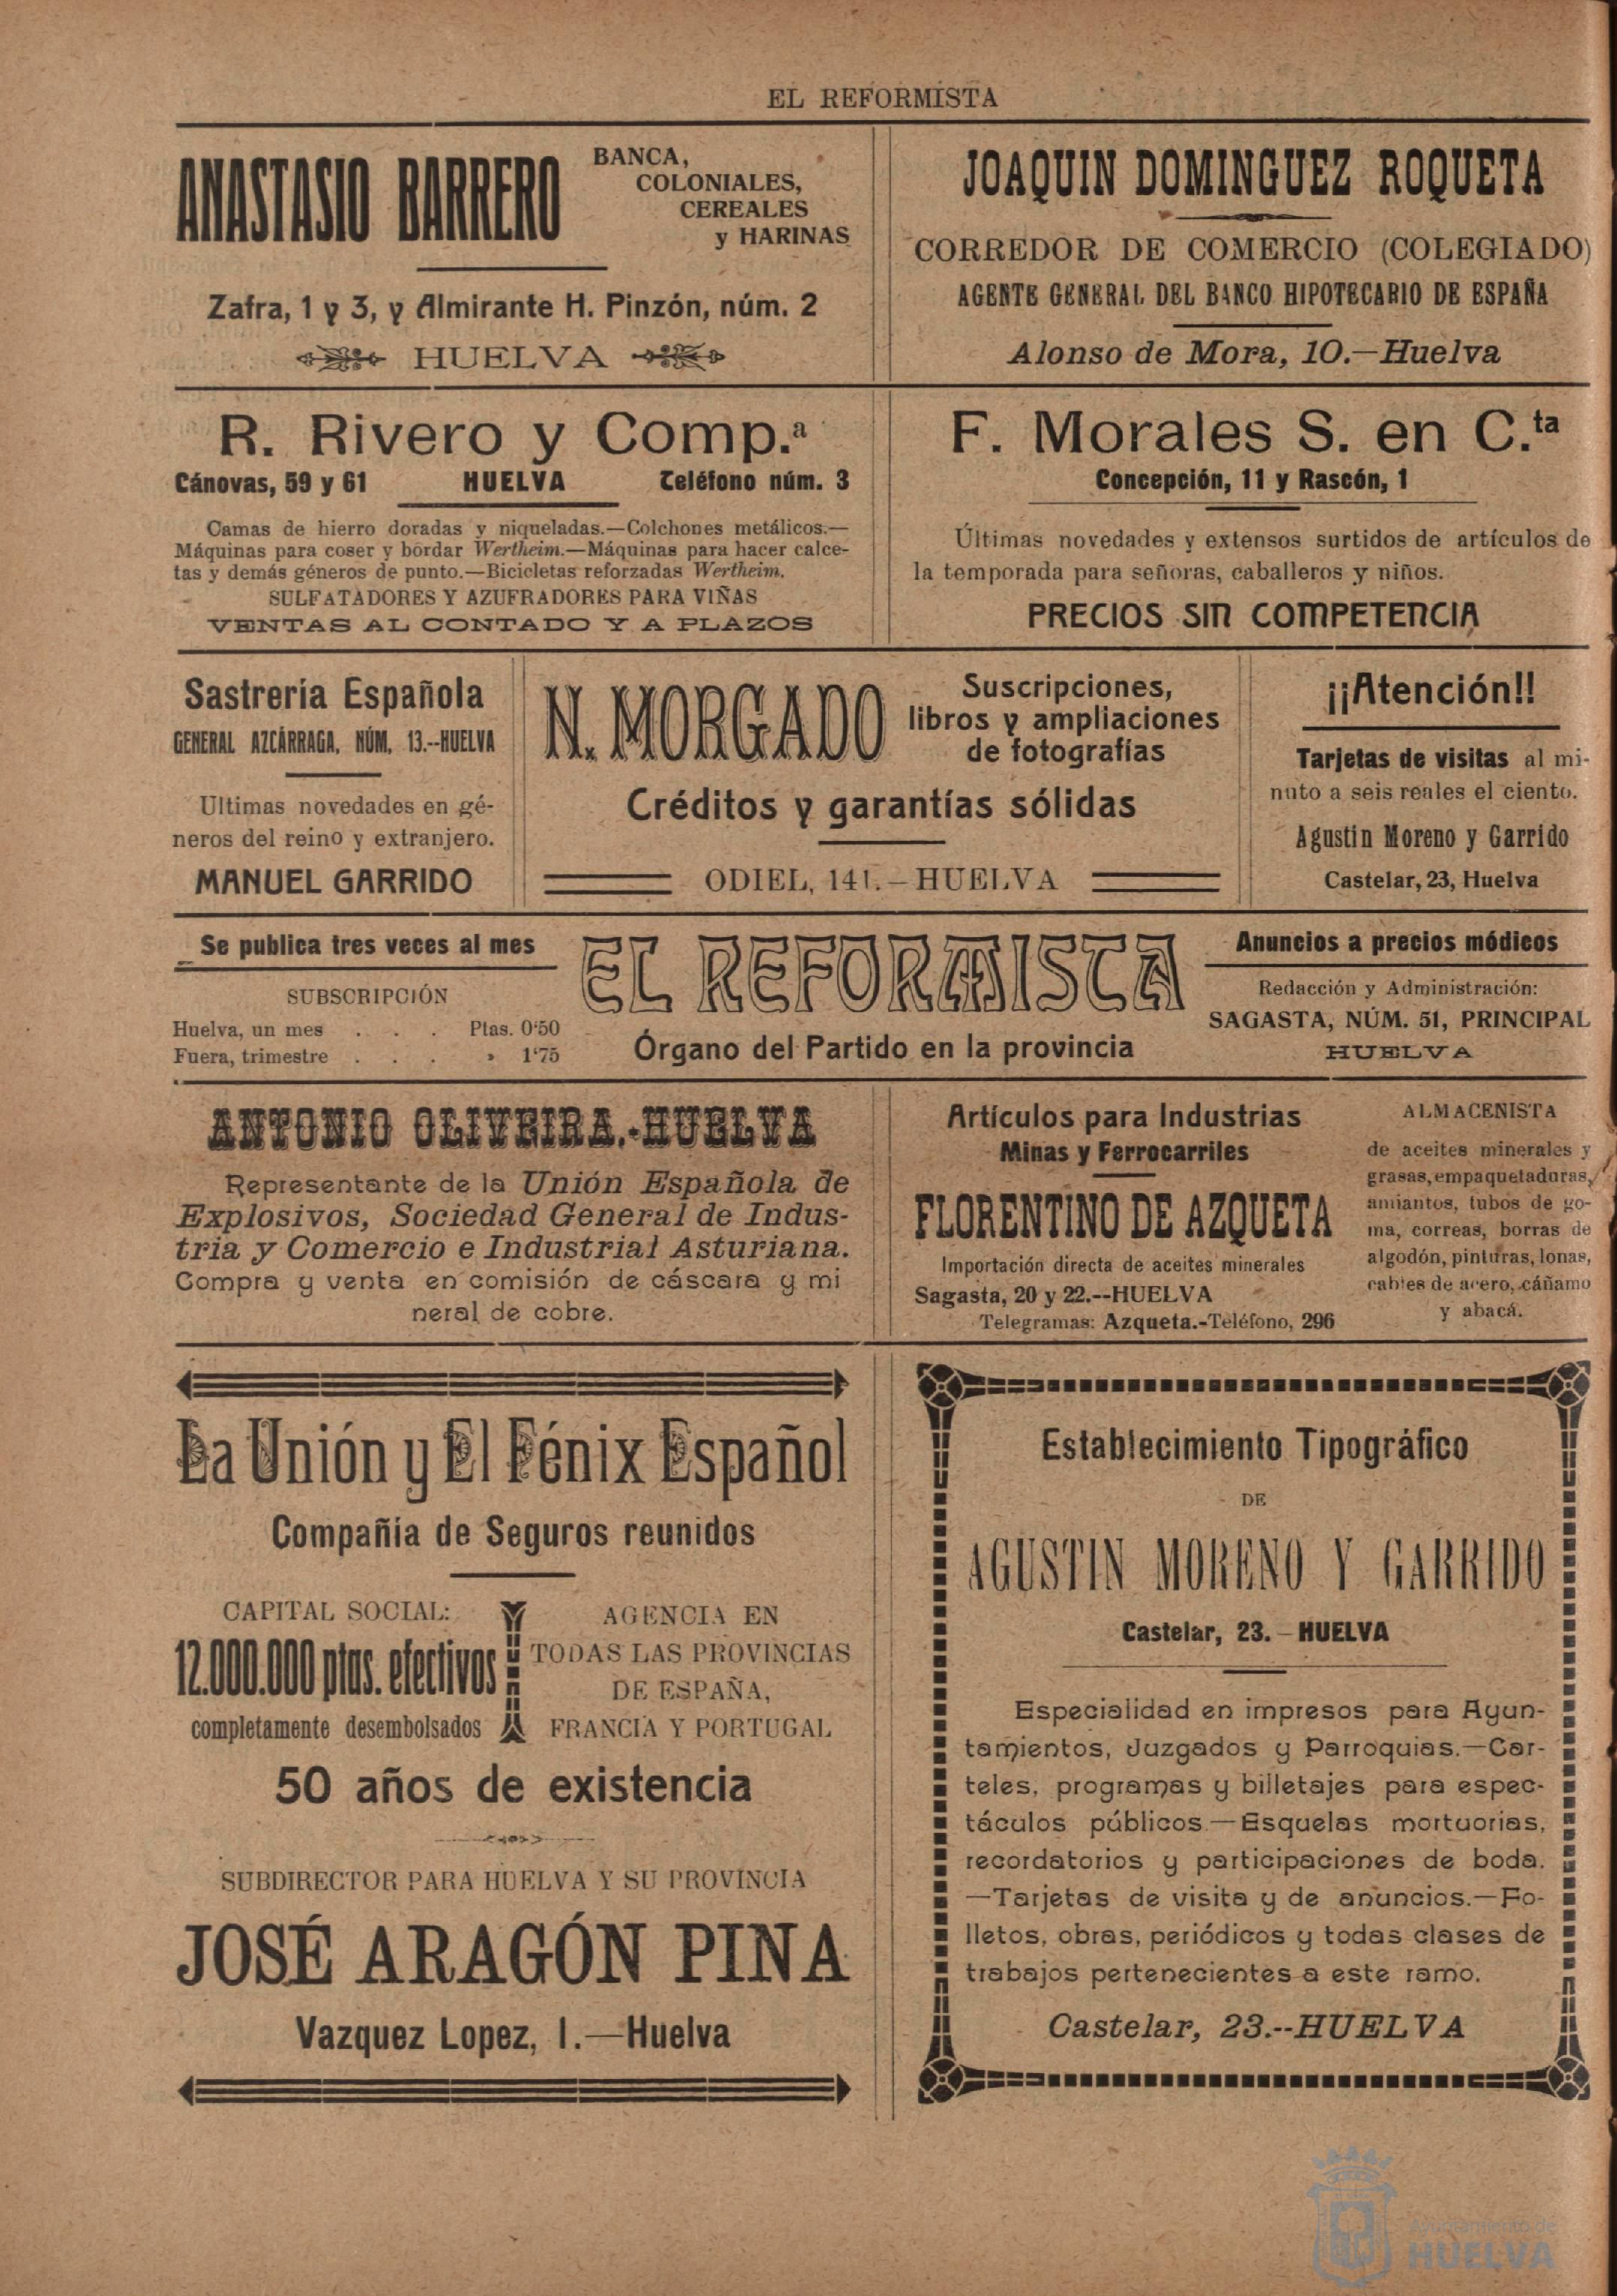 EL REFORMISTA
ANASTASIO BARRERO
BANCA,
COLONIALES,
CEREALES
y HARINAS
Zafra, 1 y 3, y Almirante H. Pinzón, núm. 2
HUELVA
JOAQUIN DOMINGUEZ ROQUETA
CORREDOR DE COMERCIO (COLEGIADO)
AGENTE GENERAL DEL BANCO HIPOTECARIO DE ESPAÑA
Alonso de Mora, 10.—Huelva
R. Rivero y Comp.ª
Cánovas, 59 y 61 HUELVA Teléfono núm. 3
Camas de hierro doradas y niqueladas.—Colchones metálicos.—
Máquinas para coser y bordar Wertheim.—Máquinas para hacer calce-
tas y demás géneros de punto.—Bicicletas reforzadas Wertheim.
SULFATADORES Y AZUFRADORES PARA VIÑAS
VENTAS AL CONTADO Y A PLAZOS
F. Morales S. en C.ta
Concepción, 11 y Rascón, 1
Últimas novedades y extensos surtidos de artículos de
la temporada para señoras, caballeros y niños.
PRECIOS SIN COMPETENCIA
Sastrería Española
GENERAL AZCÁRRAGA, NÚM. 13.--HUELVA
Ultimas novedades en gé-
neros del reino y extranjero.
MANUEL GARRIDO
N. MORGADO
Suscripciones,
libros y ampliaciones
de fotografías
Créditos y garantías sólidas
ODIEL, 141.—HUELVA
¡¡Atención!!
Tarjetas de visitas al mi-
nuto a seis reales el ciento.
Agustin Moreno y Garrido
Castelar, 23, Huelva
Se publica tres veces al mes
SUBSCRIPCIÓN
Huelva, un mes . . . Ptas. 0'50
Fuera, trimestre . . . » 1'75
EL REFORMISTA
Órgano del Partido en la provincia
Anuncios a precios módicos
Redacción y Administración:
SAGASTA, NÚM. 51, PRINCIPAL
HUELVA
ANTONIO OLIVEIRA.-HUELVA
Representante de la Unión Española de
Explosivos, Sociedad General de Indus-
tria y Comercio e Industrial Asturiana.
Compra y venta en comisión de cáscara y mi
neral de cobre.
Artículos para Industrias
Minas y Ferrocarriles
FLORENTINO DE AZQUETA
Importación directa de aceites minerales
Sagasta, 20 y 22.--HUELVA
Telegramas: Azqueta.-Teléfono, 296
ALMACENISTA
de aceites minerales y
grasas, empaquetaduras,
amiantos, tubos de go-
ma, correas, borras de
algodón, pinturas, lonas,
cables de acero, cáñamo
y abacá.
La Unión y El Fénix Español
Compañía de Seguros reunidos
CAPITAL SOCIAL:
12.000.000 ptas. efectivos
completamente desembolsados
AGENCIA EN
TODAS LAS PROVINCIAS
DE ESPAÑA,
FRANCIA Y PORTUGAL
50 años de existencia
SUBDIRECTOR PARA HUELVA Y SU PROVINCIA
JOSÉ ARAGÓN PINA
Vazquez Lopez, 1.—Huelva
Establecimiento Tipográfico
DE
AGUSTIN MORENO Y GARRIDO
Castelar, 23.—HUELVA
Especialidad en impresos para Ayun-
tamientos, Juzgados y Parroquias.—Car-
teles, programas y billetajes para espec-
táculos públicos.—Esquelas mortuorias,
recordatorios y participaciones de boda.
—Tarjetas de visita y de anuncios.—Fo-
lletos, obras, periódicos y todas clases de
trabajos pertenecientes a este ramo.
Castelar, 23.--HUELVA
Ayuntamiento de
HUELVA